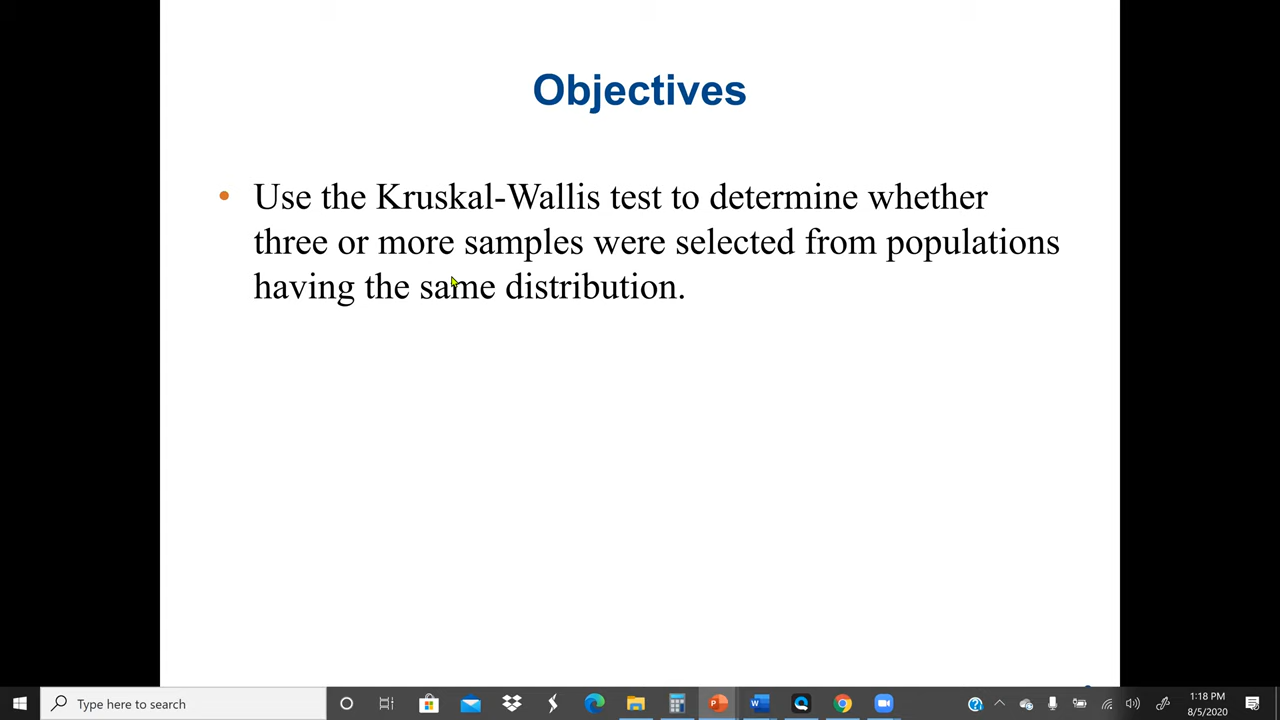 Objectives
• Use the Kruskal-Wallis test to determine whether
three or more samples were selected from populations
having the same distribution.
Type here to search
1:18 PM
8/5/2020